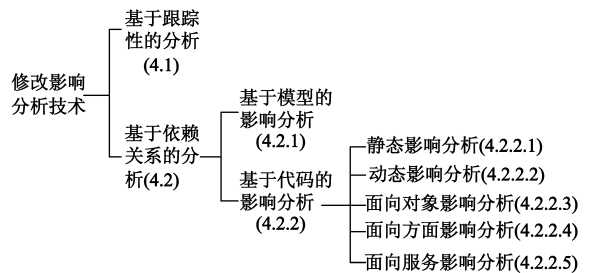 修改影响
分析技术
基于跟踪
性的分析
(4.1)
基于依赖
关系的分
析(4.2)
基于模型的
影响分析
(4.2.1)
基于代码的
影响分析
(4.2.2)
静态影响分析(4.2.2.1)
动态影响分析(4.2.2.2)
面向对象影响分析(4.2.2.3)
面向方面影响分析(4.2.2.4)
面向服务影响分析(4.2.2.5)